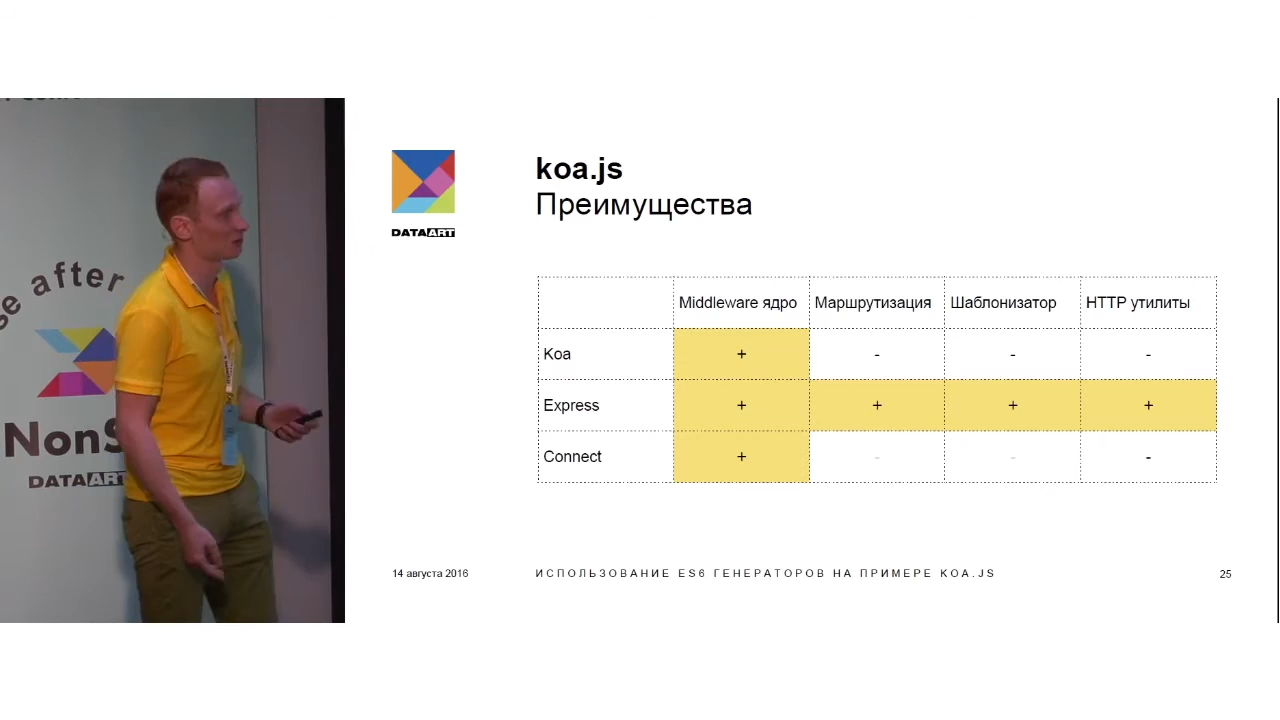 se after
NonS
DATAART
DATAART
koa.js
Преимущества
Middleware ядро Маршрутизация Шаблонизатор HTTP утилиты
Koa + - - -
Express + + + +
Connect + - - -
14 августа 2016 ИСПОЛЬЗОВАНИЕ ES6 ГЕНЕРАТОРОВ НА ПРИМЕРЕ KOA.JS 25